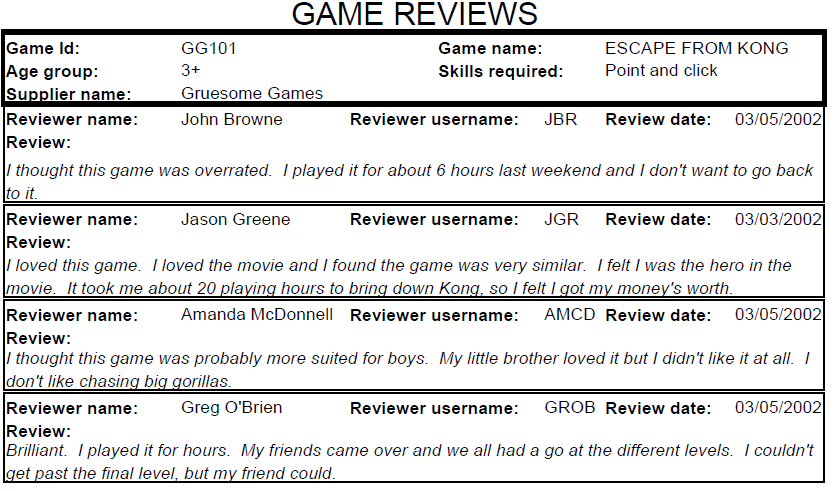 GAME REVIEWS
Game Id: GG101 Game name: ESCAPE FROM KONG
Age group: 3+ Skills required: Point and click
Supplier name: Gruesome Games
Reviewer name: John Browne Reviewer username: JBR Review date: 03/05/2002
Review:
I thought this game was overrated. I played it for about 6 hours last weekend and I don't want to go back
to it.
Reviewer name: Jason Greene Reviewer username: JGR Review date: 03/03/2002
Review:
I loved this game. I loved the movie and I found the game was very similar. I felt I was the hero in the
movie. It took me about 20 playing hours to bring down Kong, so I felt I got my money's worth.
Reviewer name: Amanda McDonnell Reviewer username: AMCD Review date: 03/05/2002
Review:
I thought this game was probably more suited for boys. My little brother loved it but I didn't like it at all. I
don't like chasing big gorillas.
Reviewer name: Greg O'Brien Reviewer username: GROB Review date: 03/05/2002
Review:
Brilliant. I played it for hours. My friends came over and we all had a go at the different levels. I couldn't
get past the final level, but my friend could.